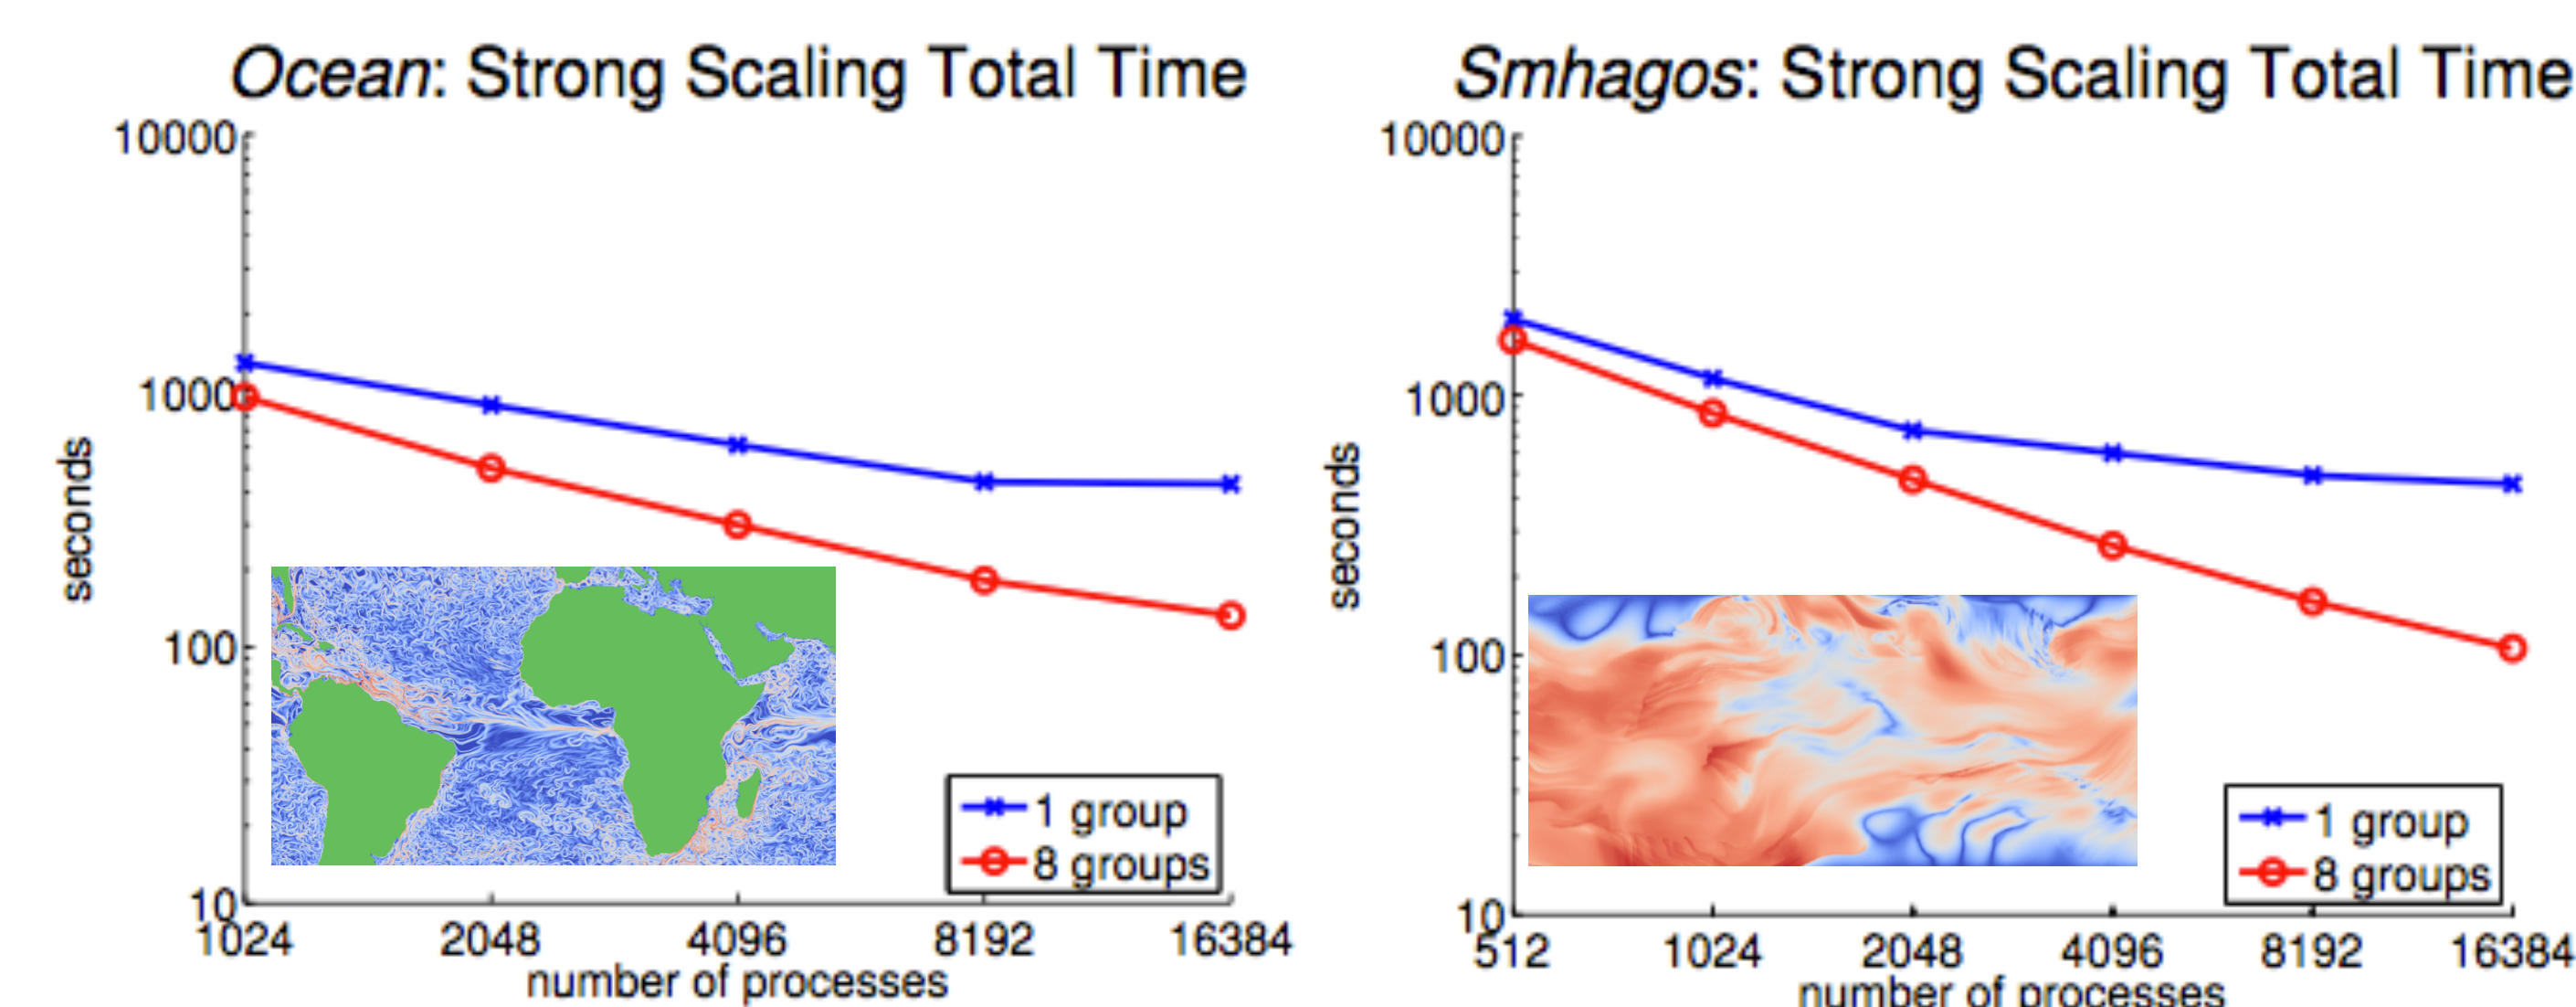 Ocean: Strong Scaling Total Time
10000
1000
100
10
seconds
1024 2048 4096 8192 16384
number of processes
1 group
8 groups
Smhagos: Strong Scaling Total Time
10000
1000
100
10
seconds
512 1024 2048 4096 8192 16384
number of processes
1 group
8 groups